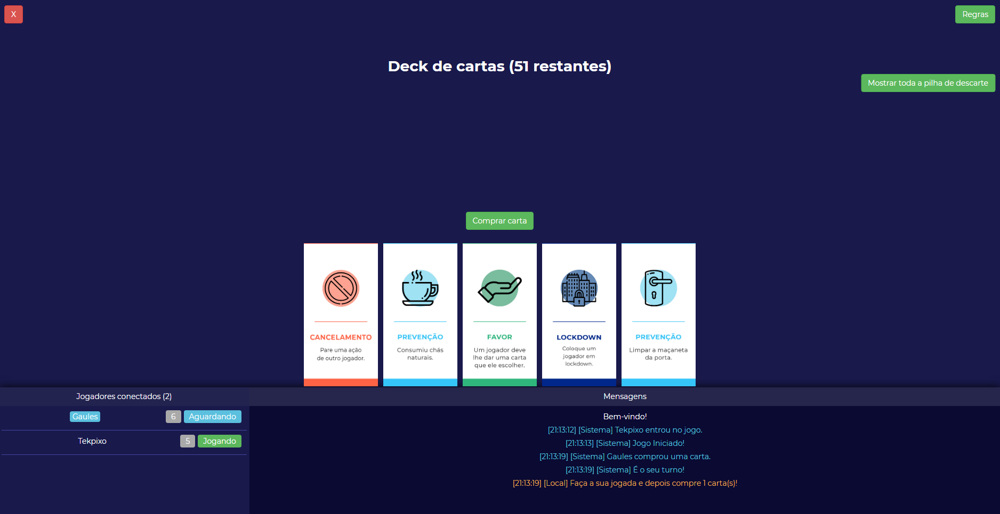 X
Regras
Deck de cartas (51 restantes)
Mostrar toda a pilha de descarte
Comprar carta
CANCELAMENTO
Pare uma ação
de outro jogador.
PREVENÇÃO
Consumiu chás
naturais.
FAVOR
Um jogador deve
lhe dar uma carta
que ele escolher.
LOCKDOWN
Coloque um
jogador em
lockdown.
PREVENÇÃO
Limpar a maçaneta
da porta.
Jogadores conectados (2)
Gaules 6 Aguardando
Tekpixo 5 Jogando
Mensagens
Bem-vindo!
[21:13:12] [Sistema] Tekpixo entrou no jogo.
[21:13:13] [Sistema] Jogo Iniciado!
[21:13:19] [Sistema] Gaules comprou uma carta.
[21:13:19] [Sistema] É o seu turno!
[21:13:19] [Local] Faça a sua jogada e depois compre 1 carta(s)!